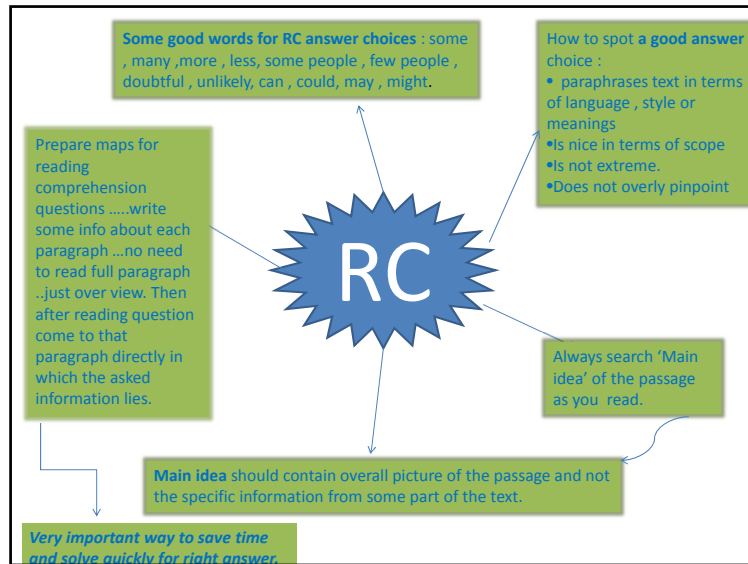 Some good words for RC answer choices : some
, many ,more , less, some people , few people ,
doubtful , unlikely, can , could, may , might.
How to spot a good answer
choice :
• paraphrases text in terms
of language , style or
meanings
•Is nice in terms of scope
•Is not extreme.
•Does not overly pinpoint
Prepare maps for
reading
comprehension
questions .....write
some info about each
paragraph ...no need
to read full paragraph
..just over view. Then
after reading question
come to that
paragraph directly in
which the asked
information lies.
RC
Always search ‘Main
idea’ of the passage
as you read.
Main idea should contain overall picture of the passage and not
the specific information from some part of the text.
Very important way to save time
and solve quickly for right answer.